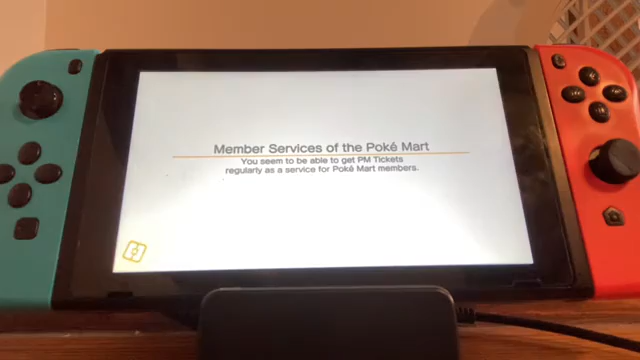 Member Services of the Poké Mart
You seem to be able to get PM Tickets
regularly as a service for Poké Mart members.